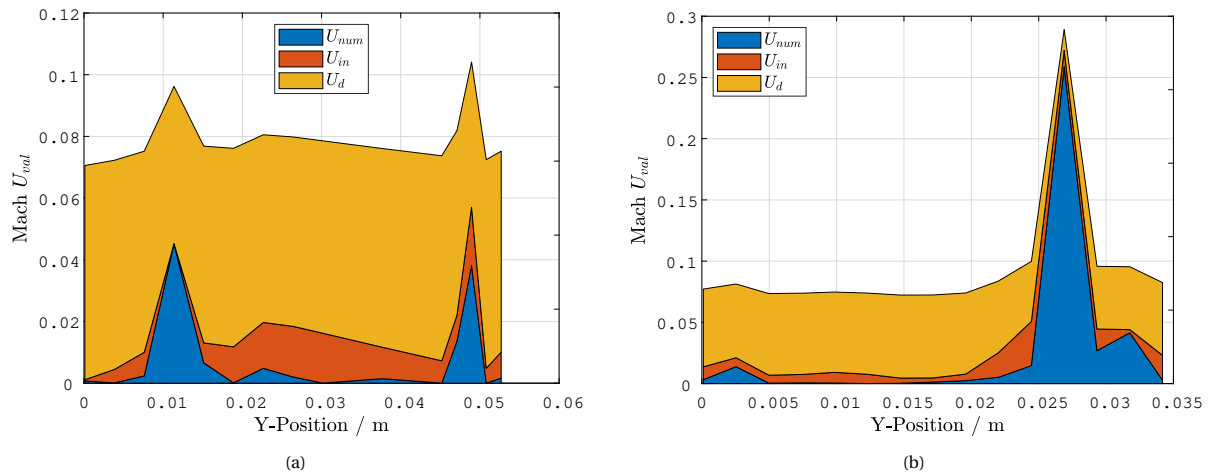 0.12
0.1
0.08
0.06
0.04
0.02
0
Mach U_val
U_num
U_in
U_d
0 0.01 0.02 0.03 0.04 0.05 0.06
Y-Position / m
(a)
0.3
0.25
0.2
0.15
0.1
0.05
0
Mach U_val
U_num
U_in
U_d
0 0.005 0.01 0.015 0.02 0.025 0.03 0.035
Y-Position / m
(b)